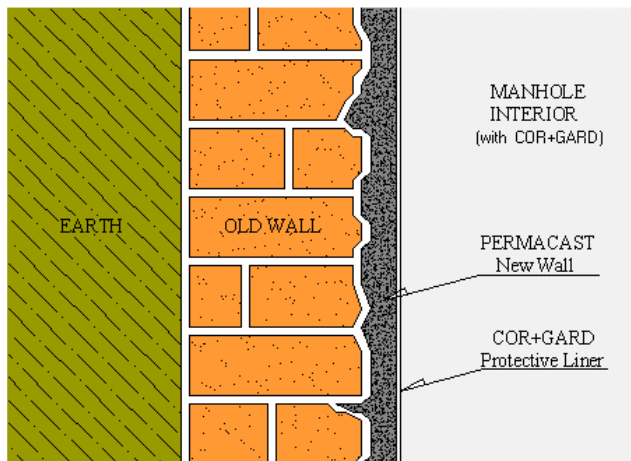 MANHOLE
INTERIOR
(with COR+GARD)
EARTH
OLD WALL
PERMACAST
New Wall
COR+GARD
Protective Liner